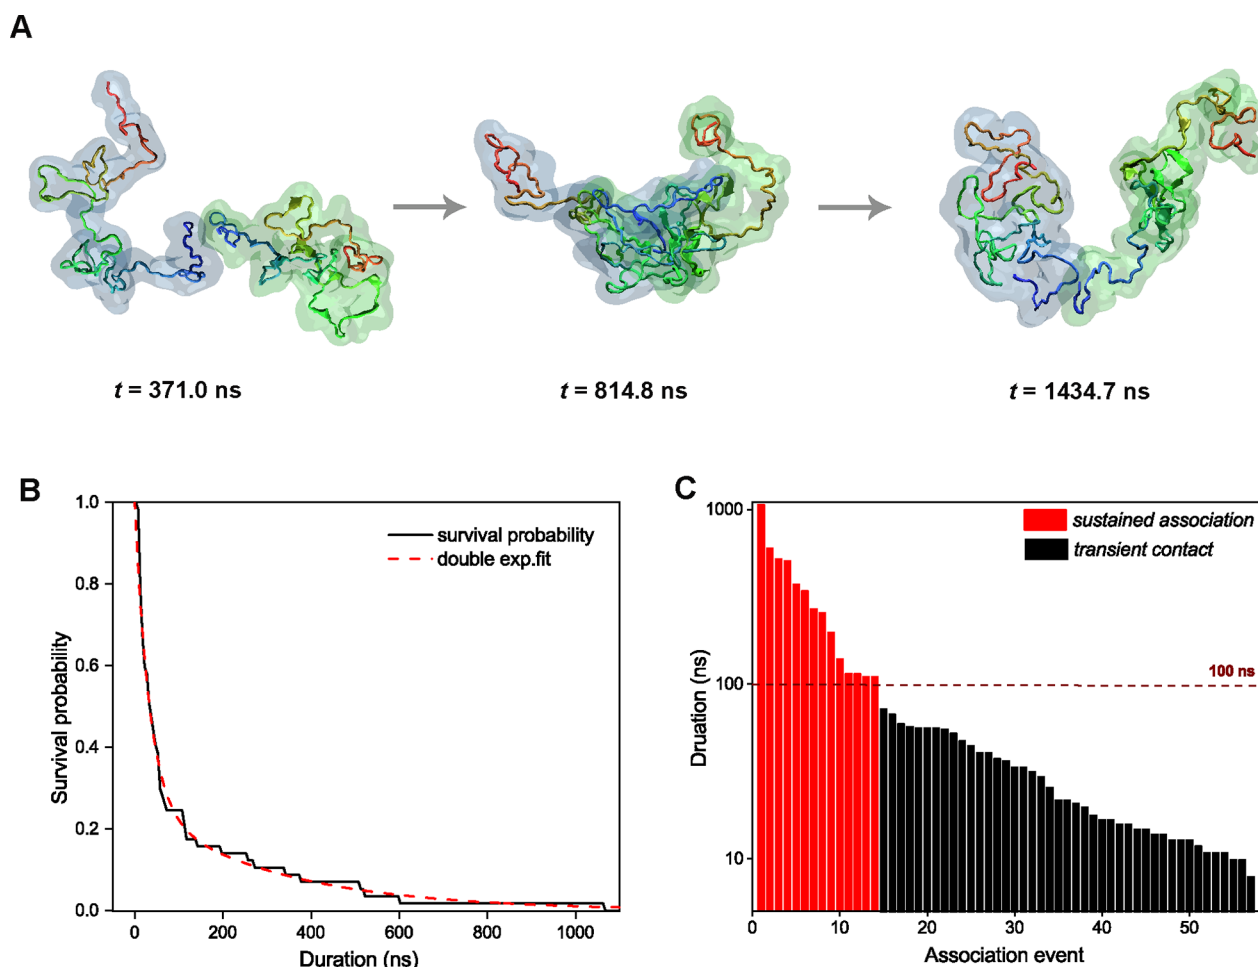 A
t = 371.0 ns
t = 814.8 ns
t = 1434.7 ns
B
1.0
0.8
0.6
0.4
0.2
0.0
Survival probability
survival probability
double exp.fit
0
200
400
600
800
1000
Duration (ns)
C
1000
100
10
Druation (ns)
sustained association
transient contact
100 ns
0
10
20
30
40
50
Association event